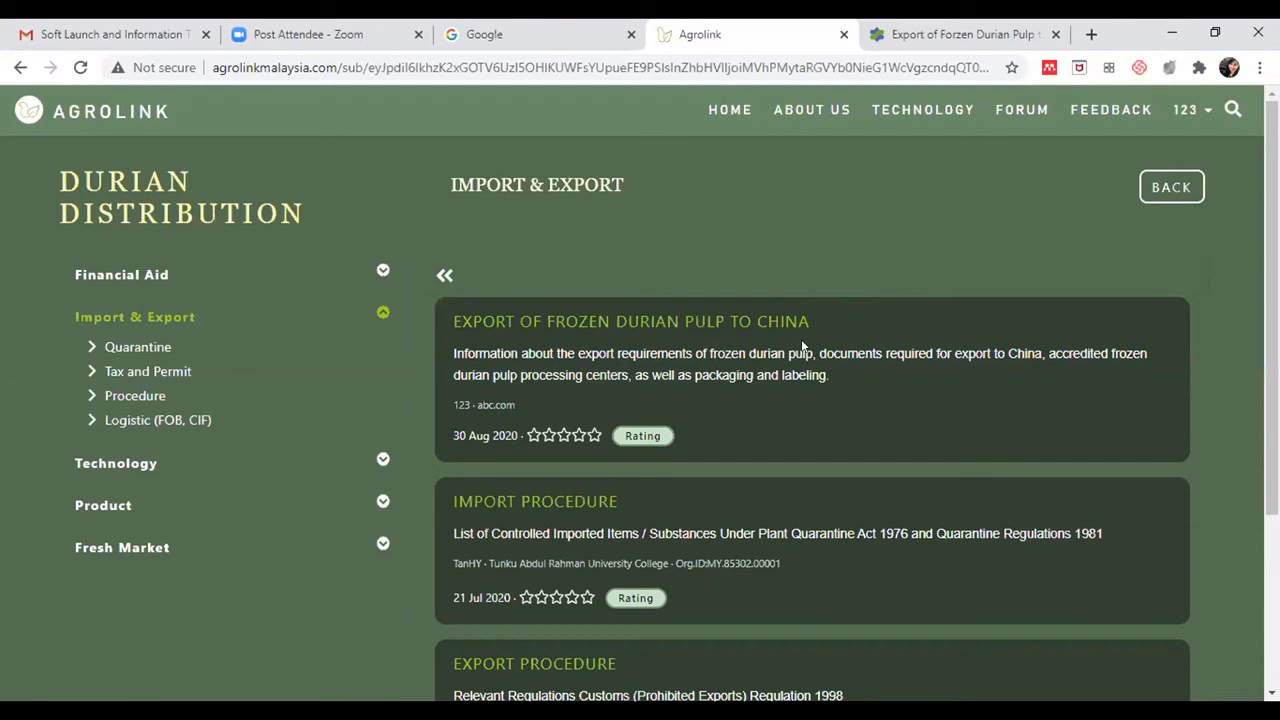 Soft Launch and Information T
Post Attendee - Zoom
Google
Agrolink
Export of Forzen Durian Pulp t
Not secure
agrolinkmalaysia.com/sub/eyJpdiI6IkhzK2xGOTV6UzI5OHlKUWFsYUpueFE9PSIsInZhbHVlIjoiMVhPMytaRGVYb0NieG1WcVgzcndqQT0...
AGROLINK
HOME
ABOUT US
TECHNOLOGY
FORUM
FEEDBACK
123
DURIAN
DISTRIBUTION
IMPORT & EXPORT
BACK
Financial Aid
Import & Export
Quarantine
Tax and Permit
Procedure
Logistic (FOB, CIF)
Technology
Product
Fresh Market
EXPORT OF FROZEN DURIAN PULP TO CHINA
Information about the export requirements of frozen durian pulp, documents required for export to China, accredited frozen
durian pulp processing centers, as well as packaging and labeling.
123 · abc.com
30 Aug 2020 · Rating
IMPORT PROCEDURE
List of Controlled Imported Items / Substances Under Plant Quarantine Act 1976 and Quarantine Regulations 1981
TanHY · Tunku Abdul Rahman University College · Org.ID:MY.85302.00001
21 Jul 2020 · Rating
EXPORT PROCEDURE
Relevant Regulations Customs (Prohibited Exports) Regulation 1998